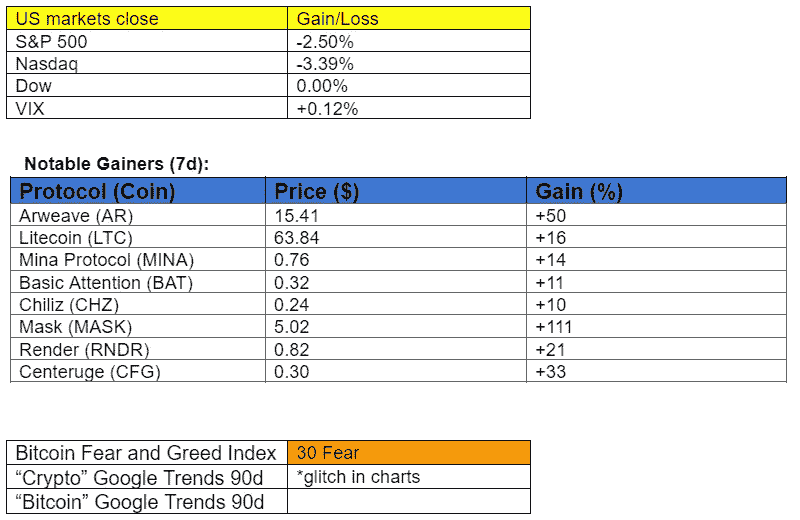 US markets close Gain/Loss
S&P 500 -2.50%
Nasdaq -3.39%
Dow 0.00%
VIX +0.12%
Notable Gainers (7d):
Protocol (Coin) Price ($) Gain (%)
Arweave (AR) 15.41 +50
Litecoin (LTC) 63.84 +16
Mina Protocol (MINA) 0.76 +14
Basic Attention (BAT) 0.32 +11
Chiliz (CHZ) 0.24 +10
Mask (MASK) 5.02 +111
Render (RNDR) 0.82 +21
Centeruge (CFG) 0.30 +33
Bitcoin Fear and Greed Index 30 Fear
“Crypto” Google Trends 90d *glitch in charts
“Bitcoin” Google Trends 90d